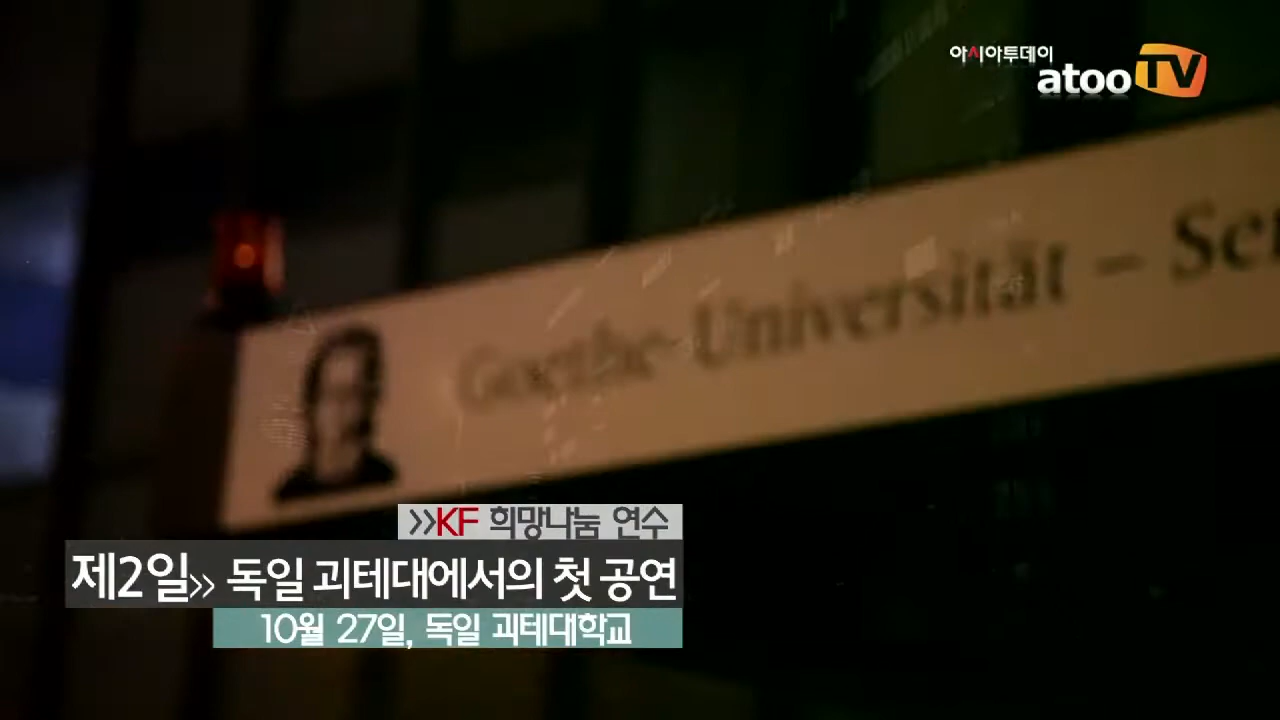 아시아투데이
atooTV
Goethe-Universität –
>>KF 희망나눔 연수
제2일>> 독일 괴테대에서의 첫 공연
10월 27일, 독일 괴테대학교